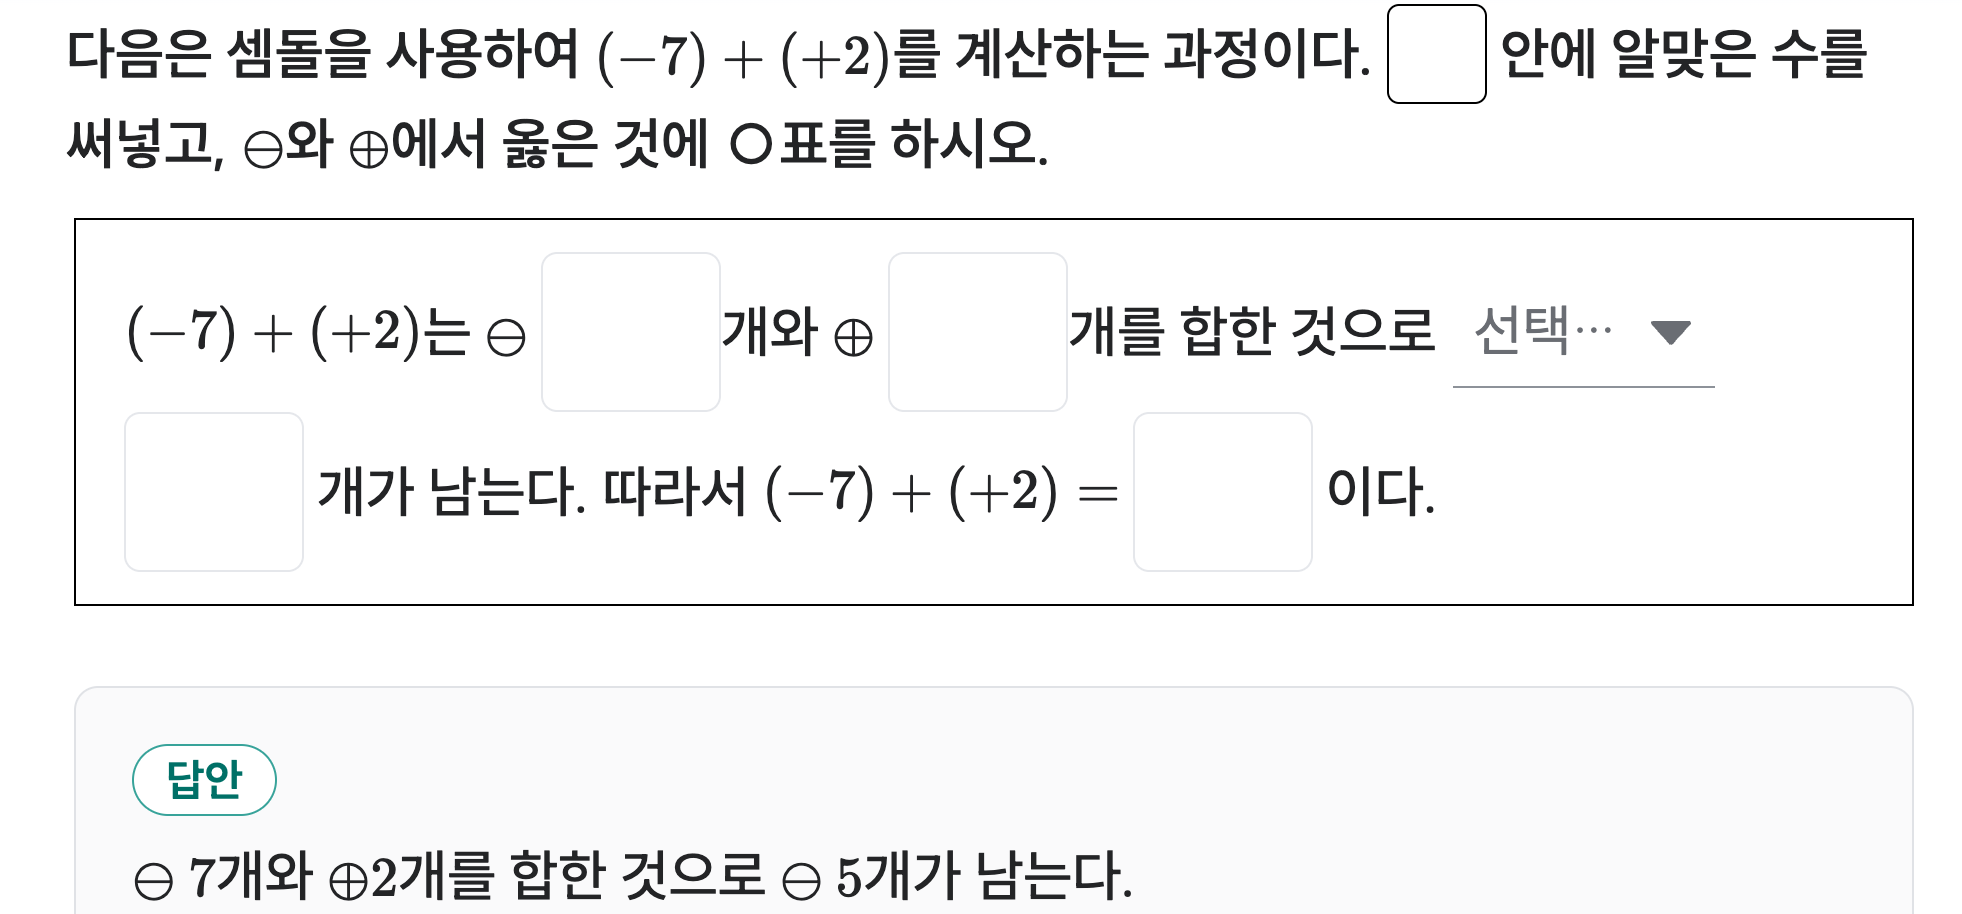 다음은 셈돌을 사용하여 (−7) + (+2)를 계산하는 과정이다. □ 안에 알맞은 수를
써넣고, ⊖와 ⊕에서 옳은 것에 ○표를 하시오.
(−7) + (+2)는 ⊖ □개와 ⊕ □개를 합한 것으로 선택… ▼
□ 개가 남는다. 따라서 (−7) + (+2) = □ 이다.
답안
⊖ 7개와 ⊕2개를 합한 것으로 ⊖ 5개가 남는다.